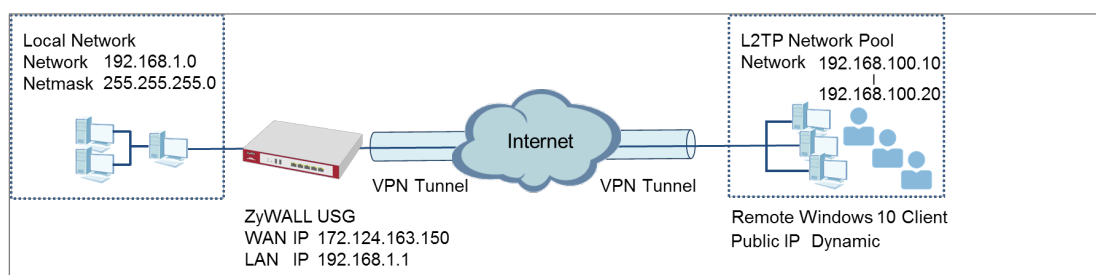 Local Network
Network 192.168.1.0
Netmask 255.255.255.0
L2TP Network Pool
Network 192.168.100.10
|
192.168.100.20
Internet
VPN Tunnel
VPN Tunnel
ZyWALL USG
WAN IP 172.124.163.150
LAN IP 192.168.1.1
Remote Windows 10 Client
Public IP Dynamic